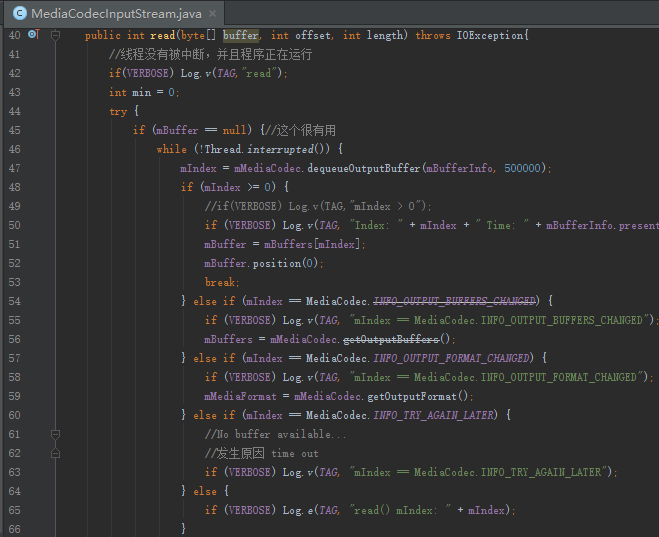 MediaCodecInputStream.java
40 public int read(byte[] buffer, int offset, int length) throws IOException{
41 //线程没有被中断，并且程序正在运行
42 if(VERBOSE) Log.v(TAG,"read");
43 int min = 0;
44 try {
45 if (mBuffer == null) {//这个很有用
46 while (!Thread.interrupted()) {
47 mIndex = mMediaCodec.dequeueOutputBuffer(mBufferInfo, 500000);
48 if (mIndex >= 0) {
49 //if(VERBOSE) Log.v(TAG,"mIndex > 0");
50 if (VERBOSE) Log.v(TAG, "Index: " + mIndex + " Time: " + mBufferInfo.present
51 mBuffer = mBuffers[mIndex];
52 mBuffer.position(0);
53 break;
54 } else if (mIndex == MediaCodec.INFO_OUTPUT_BUFFERS_CHANGED) {
55 if (VERBOSE) Log.v(TAG, "mIndex == MediaCodec.INFO_OUTPUT_BUFFERS_CHANGED");
56 mBuffers = mMediaCodec.getOutputBuffers();
57 } else if (mIndex == MediaCodec.INFO_OUTPUT_FORMAT_CHANGED) {
58 if (VERBOSE) Log.v(TAG, "mIndex == MediaCodec.INFO_OUTPUT_FORMAT_CHANGED");
59 mMediaFormat = mMediaCodec.getOutputFormat();
60 } else if (mIndex == MediaCodec.INFO_TRY_AGAIN_LATER) {
61 //No buffer available...
62 //发生原因 time out
63 if (VERBOSE) Log.v(TAG, "mIndex == MediaCodec.INFO_TRY_AGAIN_LATER");
64 } else {
65 if (VERBOSE) Log.e(TAG, "read() mIndex: " + mIndex);
66 }